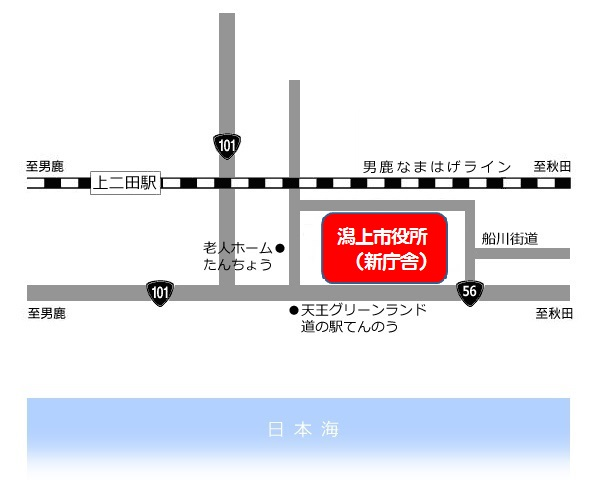 101
至男鹿
男鹿なまはげライン
至秋田
上二田駅
潟上市役所
（新庁舎）
船川街道
老人ホーム
たんちょう
101
56
至男鹿
天王グリーンランド
道の駅てんのう
至秋田
日本海